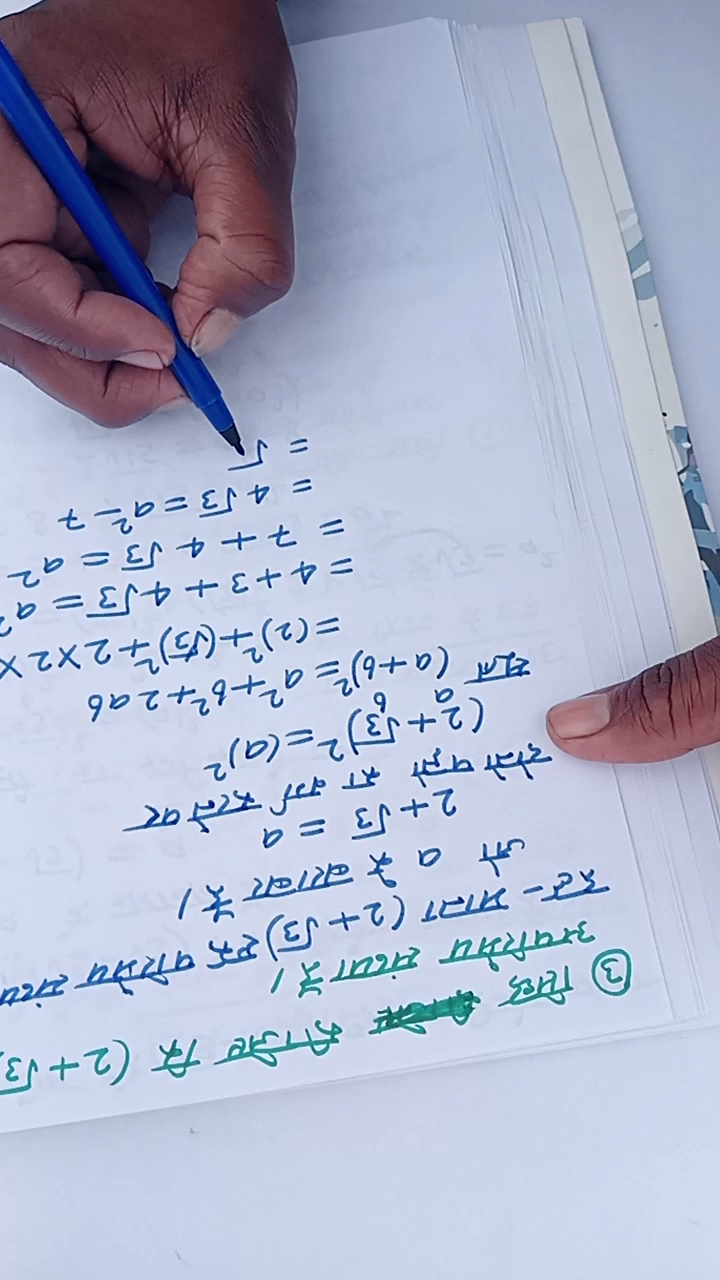 ③ सिद्ध कीजिए कि (2+√3)
अपरिमेय संख्या है।
हल- माना (2+√3) एक परिमेय संख्या
जो a के बराबर है।
2+√3 = a
दोनो पक्षों का वर्ग करने पर
(2+√3)² = (a)²
a b
सूत्र (a+b)² = a²+b²+2ab
= (2)²+(√3)²+2×2×
= 4+3+4√3 = a²
= 7+4√3 = a²
= 4√3 = a²-7
= √